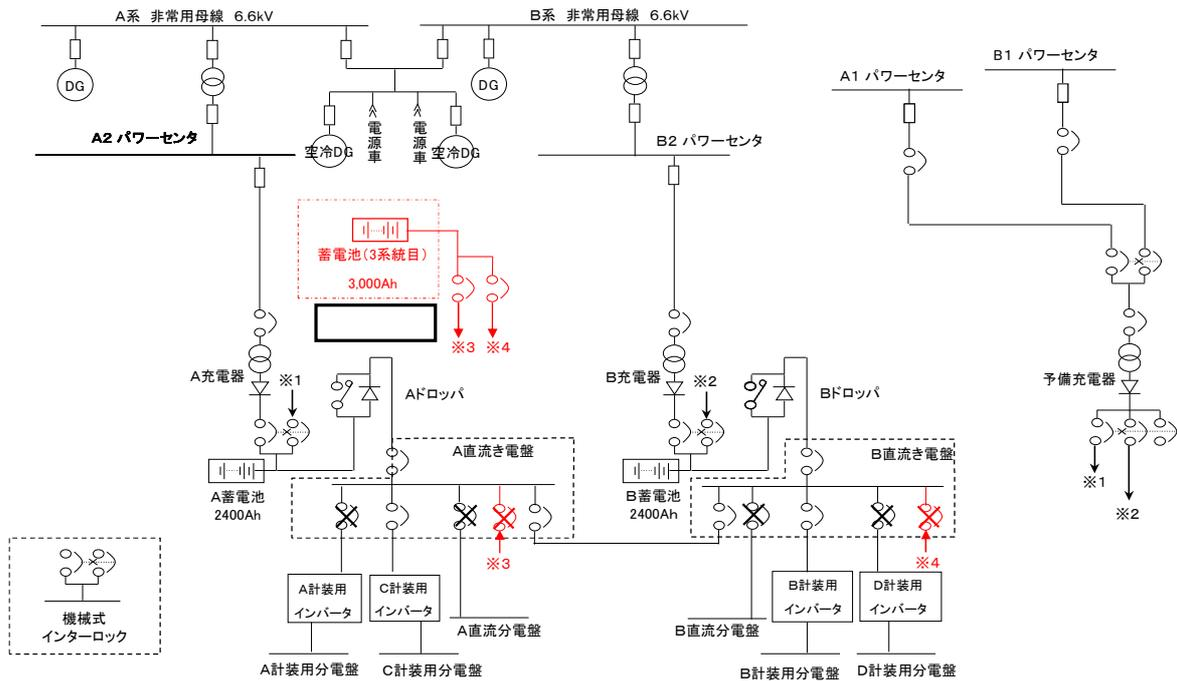 A系 非常用母線 6.6kV
B系 非常用母線 6.6kV
B1 パワーセンタ
A1 パワーセンタ
DG
DG
空冷DG
電源車
電源車
空冷DG
A2 パワーセンタ
B2 パワーセンタ
蓄電池(3系統目)
3,000Ah
※3
※4
A充電器
※1
Aドロッパ
B充電器
※2
Bドロッパ
予備充電器
A直流き電盤
B直流き電盤
A蓄電池
2400Ah
B蓄電池
2400Ah
※1
※2
※3
※4
機械式
インターロック
A計装用
インバータ
C計装用
インバータ
B計装用
インバータ
D計装用
インバータ
A直流分電盤
B直流分電盤
A計装用分電盤
C計装用分電盤
B計装用分電盤
D計装用分電盤